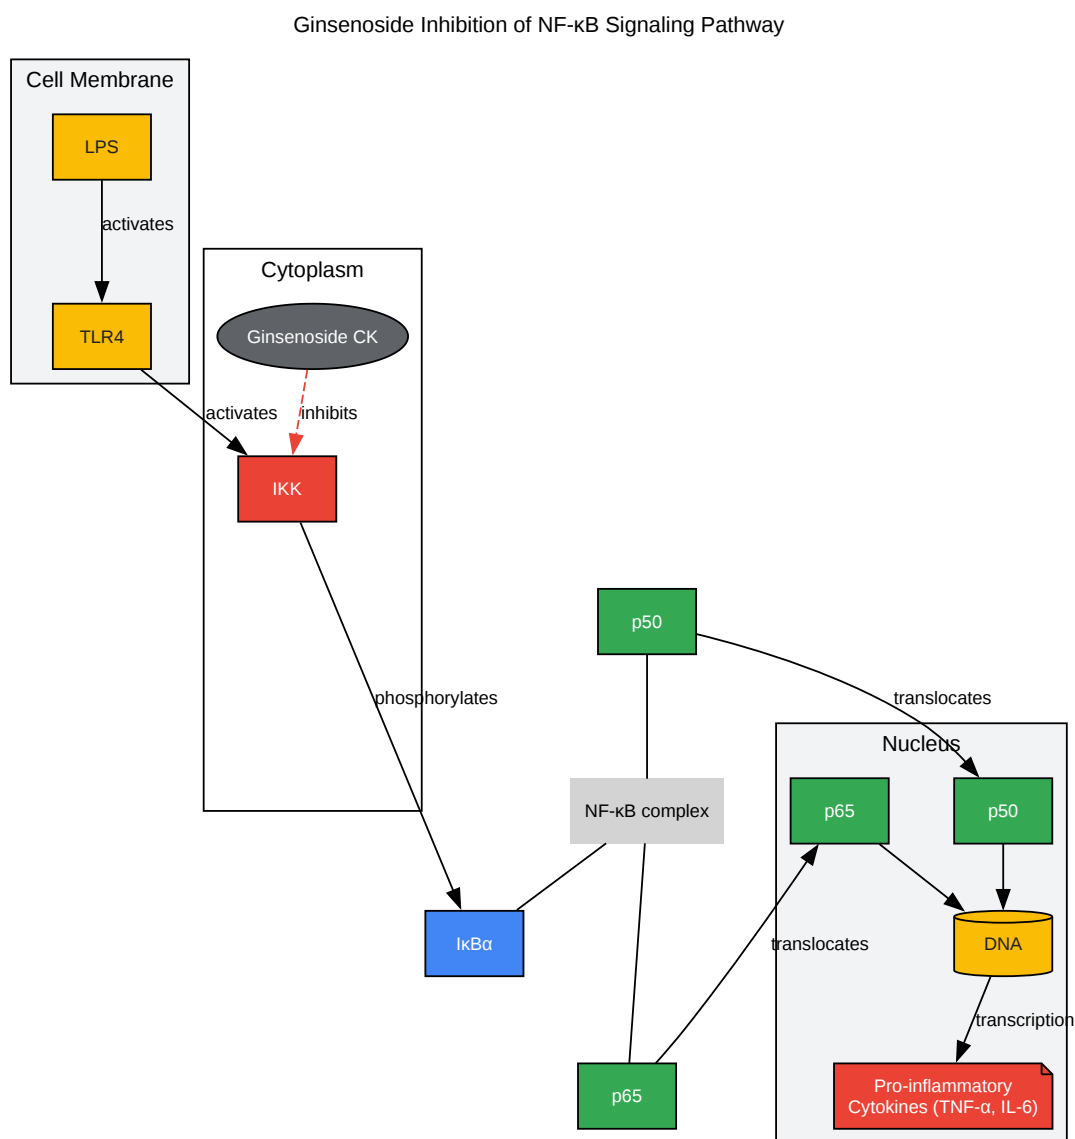 Ginsenoside Inhibition of NF-κB Signaling Pathway
Cell Membrane
LPS
activates
TLR4
Cytoplasm
Ginsenoside CK
activates
inhibits
IKK
phosphorylates
p50
translocates
Nucleus
NF-κB complex
p65
p50
IκBα
translocates
DNA
transcription
p65
Pro-inflammatory
Cytokines (TNF-α, IL-6)